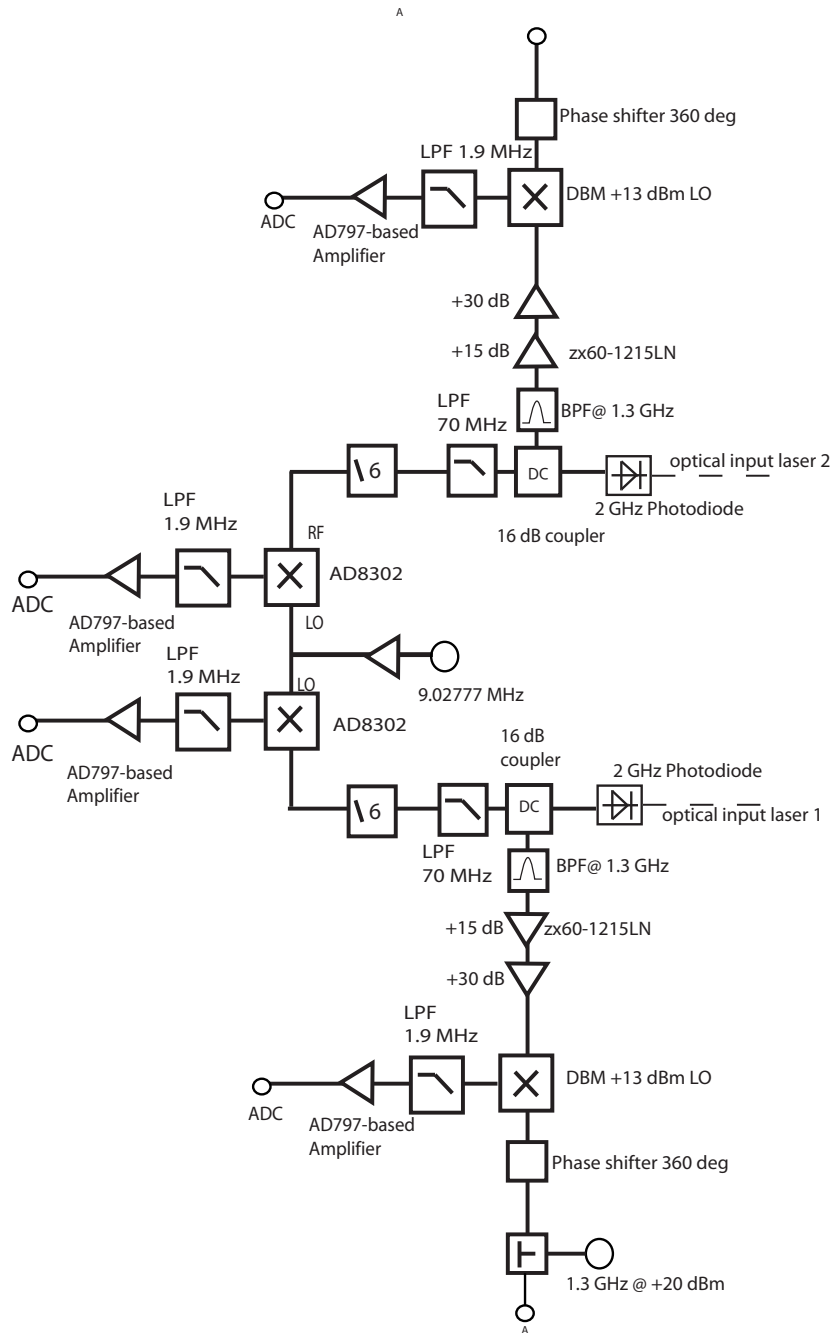 A
Phase shifter 360 deg
LPF 1.9 MHz
DBM +13 dBm LO
ADC
AD797-based
Amplifier
+30 dB
+15 dB
zx60-1215LN
LPF
70 MHz
BPF@ 1.3 GHz
\ 6
DC
optical input laser 2
2 GHz Photodiode
16 dB coupler
LPF
1.9 MHz
RF
AD8302
ADC
AD797-based
Amplifier
LO
LPF
1.9 MHz
9.02777 MHz
LO
AD8302
ADC
AD797-based
Amplifier
16 dB
coupler
2 GHz Photodiode
\ 6
DC
optical input laser 1
LPF
70 MHz
BPF@ 1.3 GHz
+15 dB
zx60-1215LN
+30 dB
LPF
1.9 MHz
DBM +13 dBm LO
ADC
AD797-based
Amplifier
Phase shifter 360 deg
1.3 GHz @ +20 dBm
A